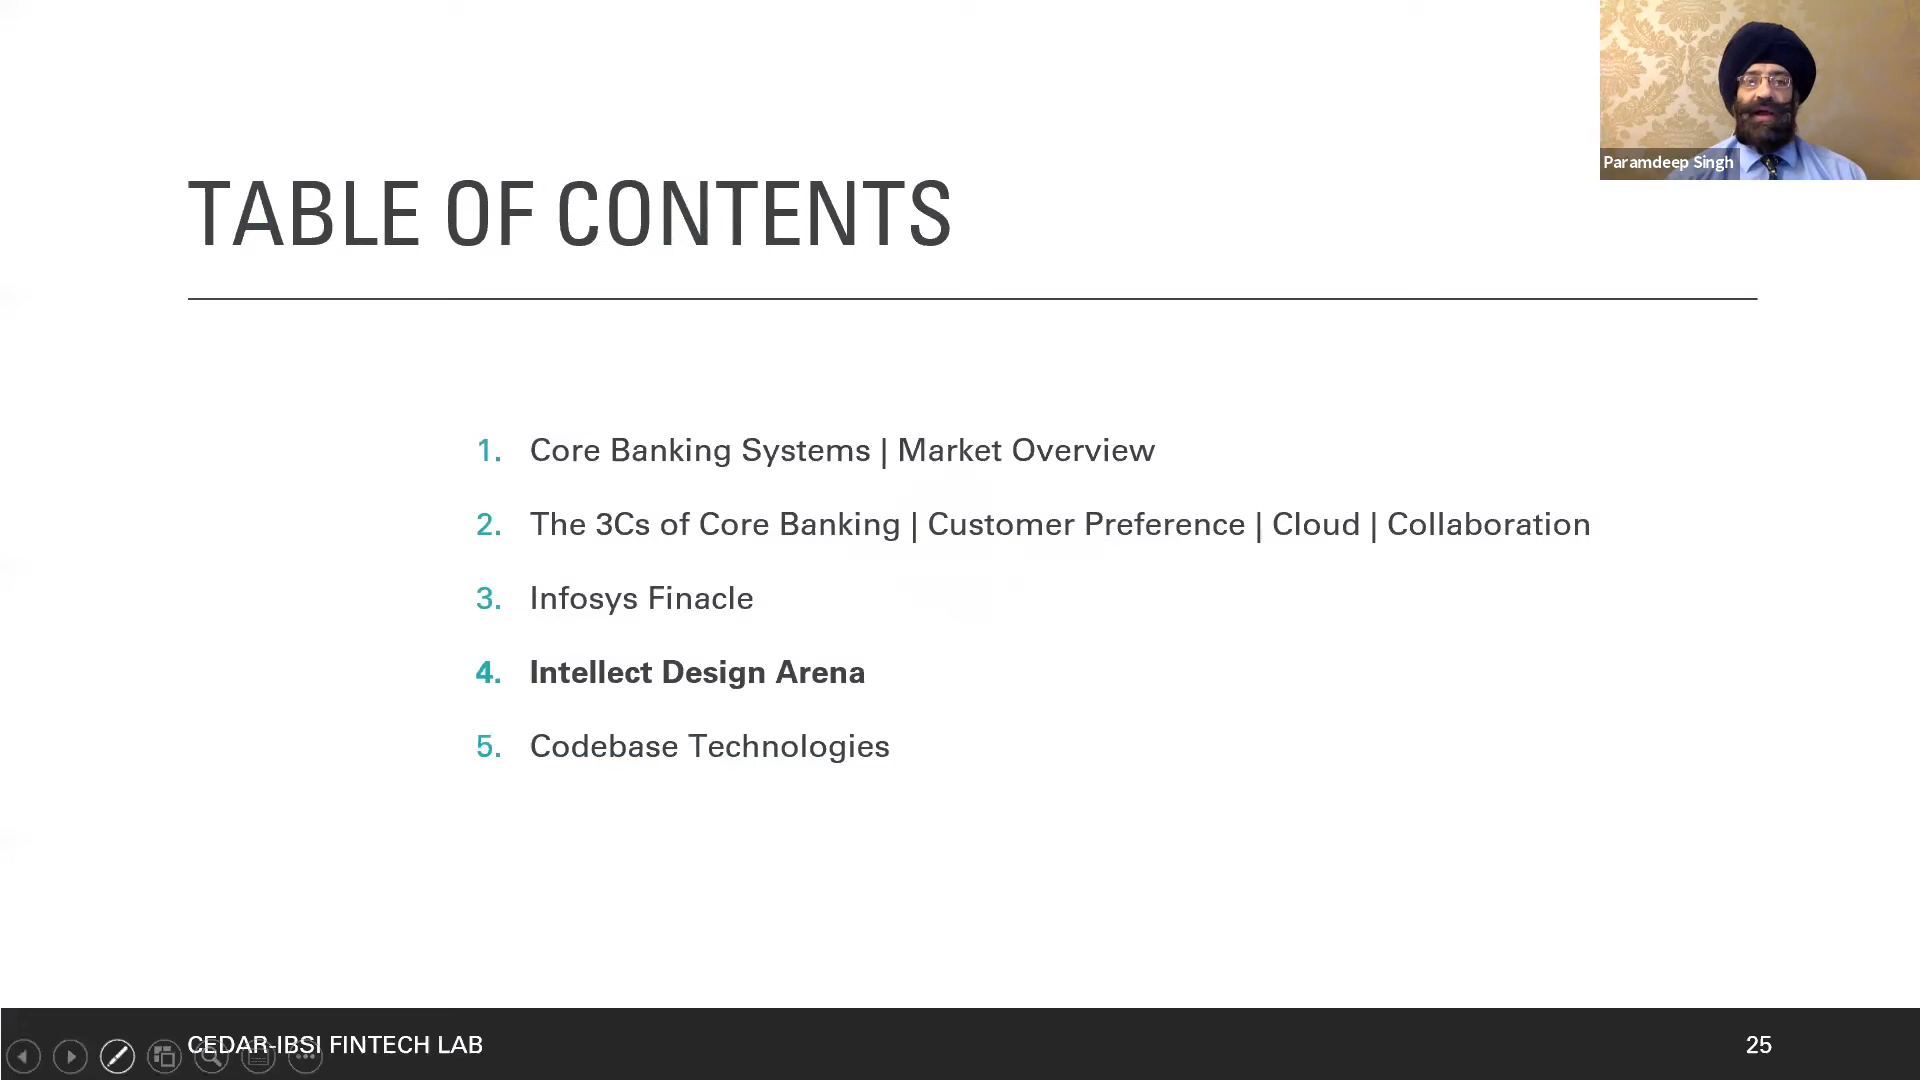 Paramdeep Singh
TABLE OF CONTENTS
1. Core Banking Systems | Market Overview
2. The 3Cs of Core Banking | Customer Preference | Cloud | Collaboration
3. Infosys Finacle
4. Intellect Design Arena
5. Codebase Technologies
CEDAR-IBSI FINTECH LAB
25